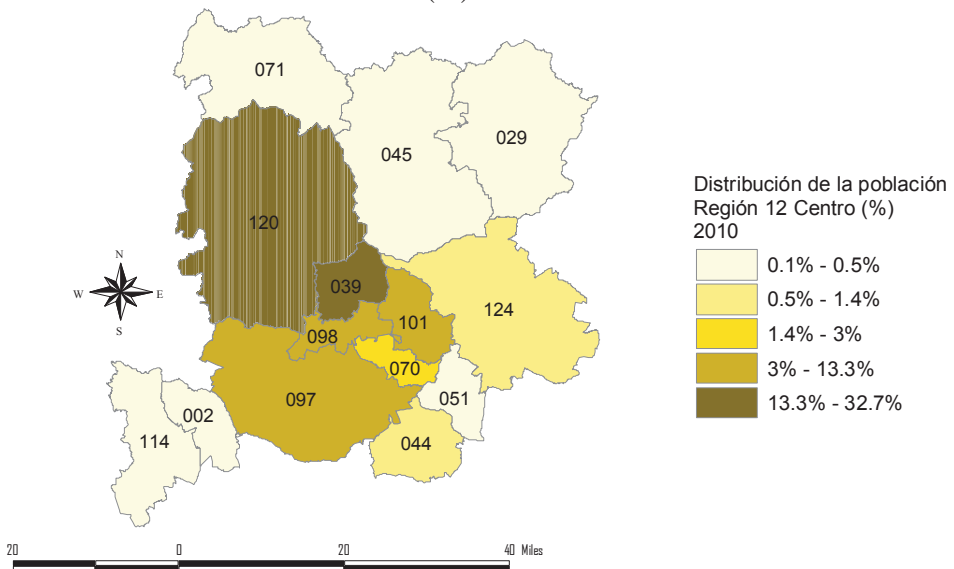 071
029
045
120
039
124
101
098
070
051
097
002
044
114
N
W E
S
Distribución de la población
Región 12 Centro (%)
2010
0.1% - 0.5%
0.5% - 1.4%
1.4% - 3%
3% - 13.3%
13.3% - 32.7%
20 0 20 40 Miles